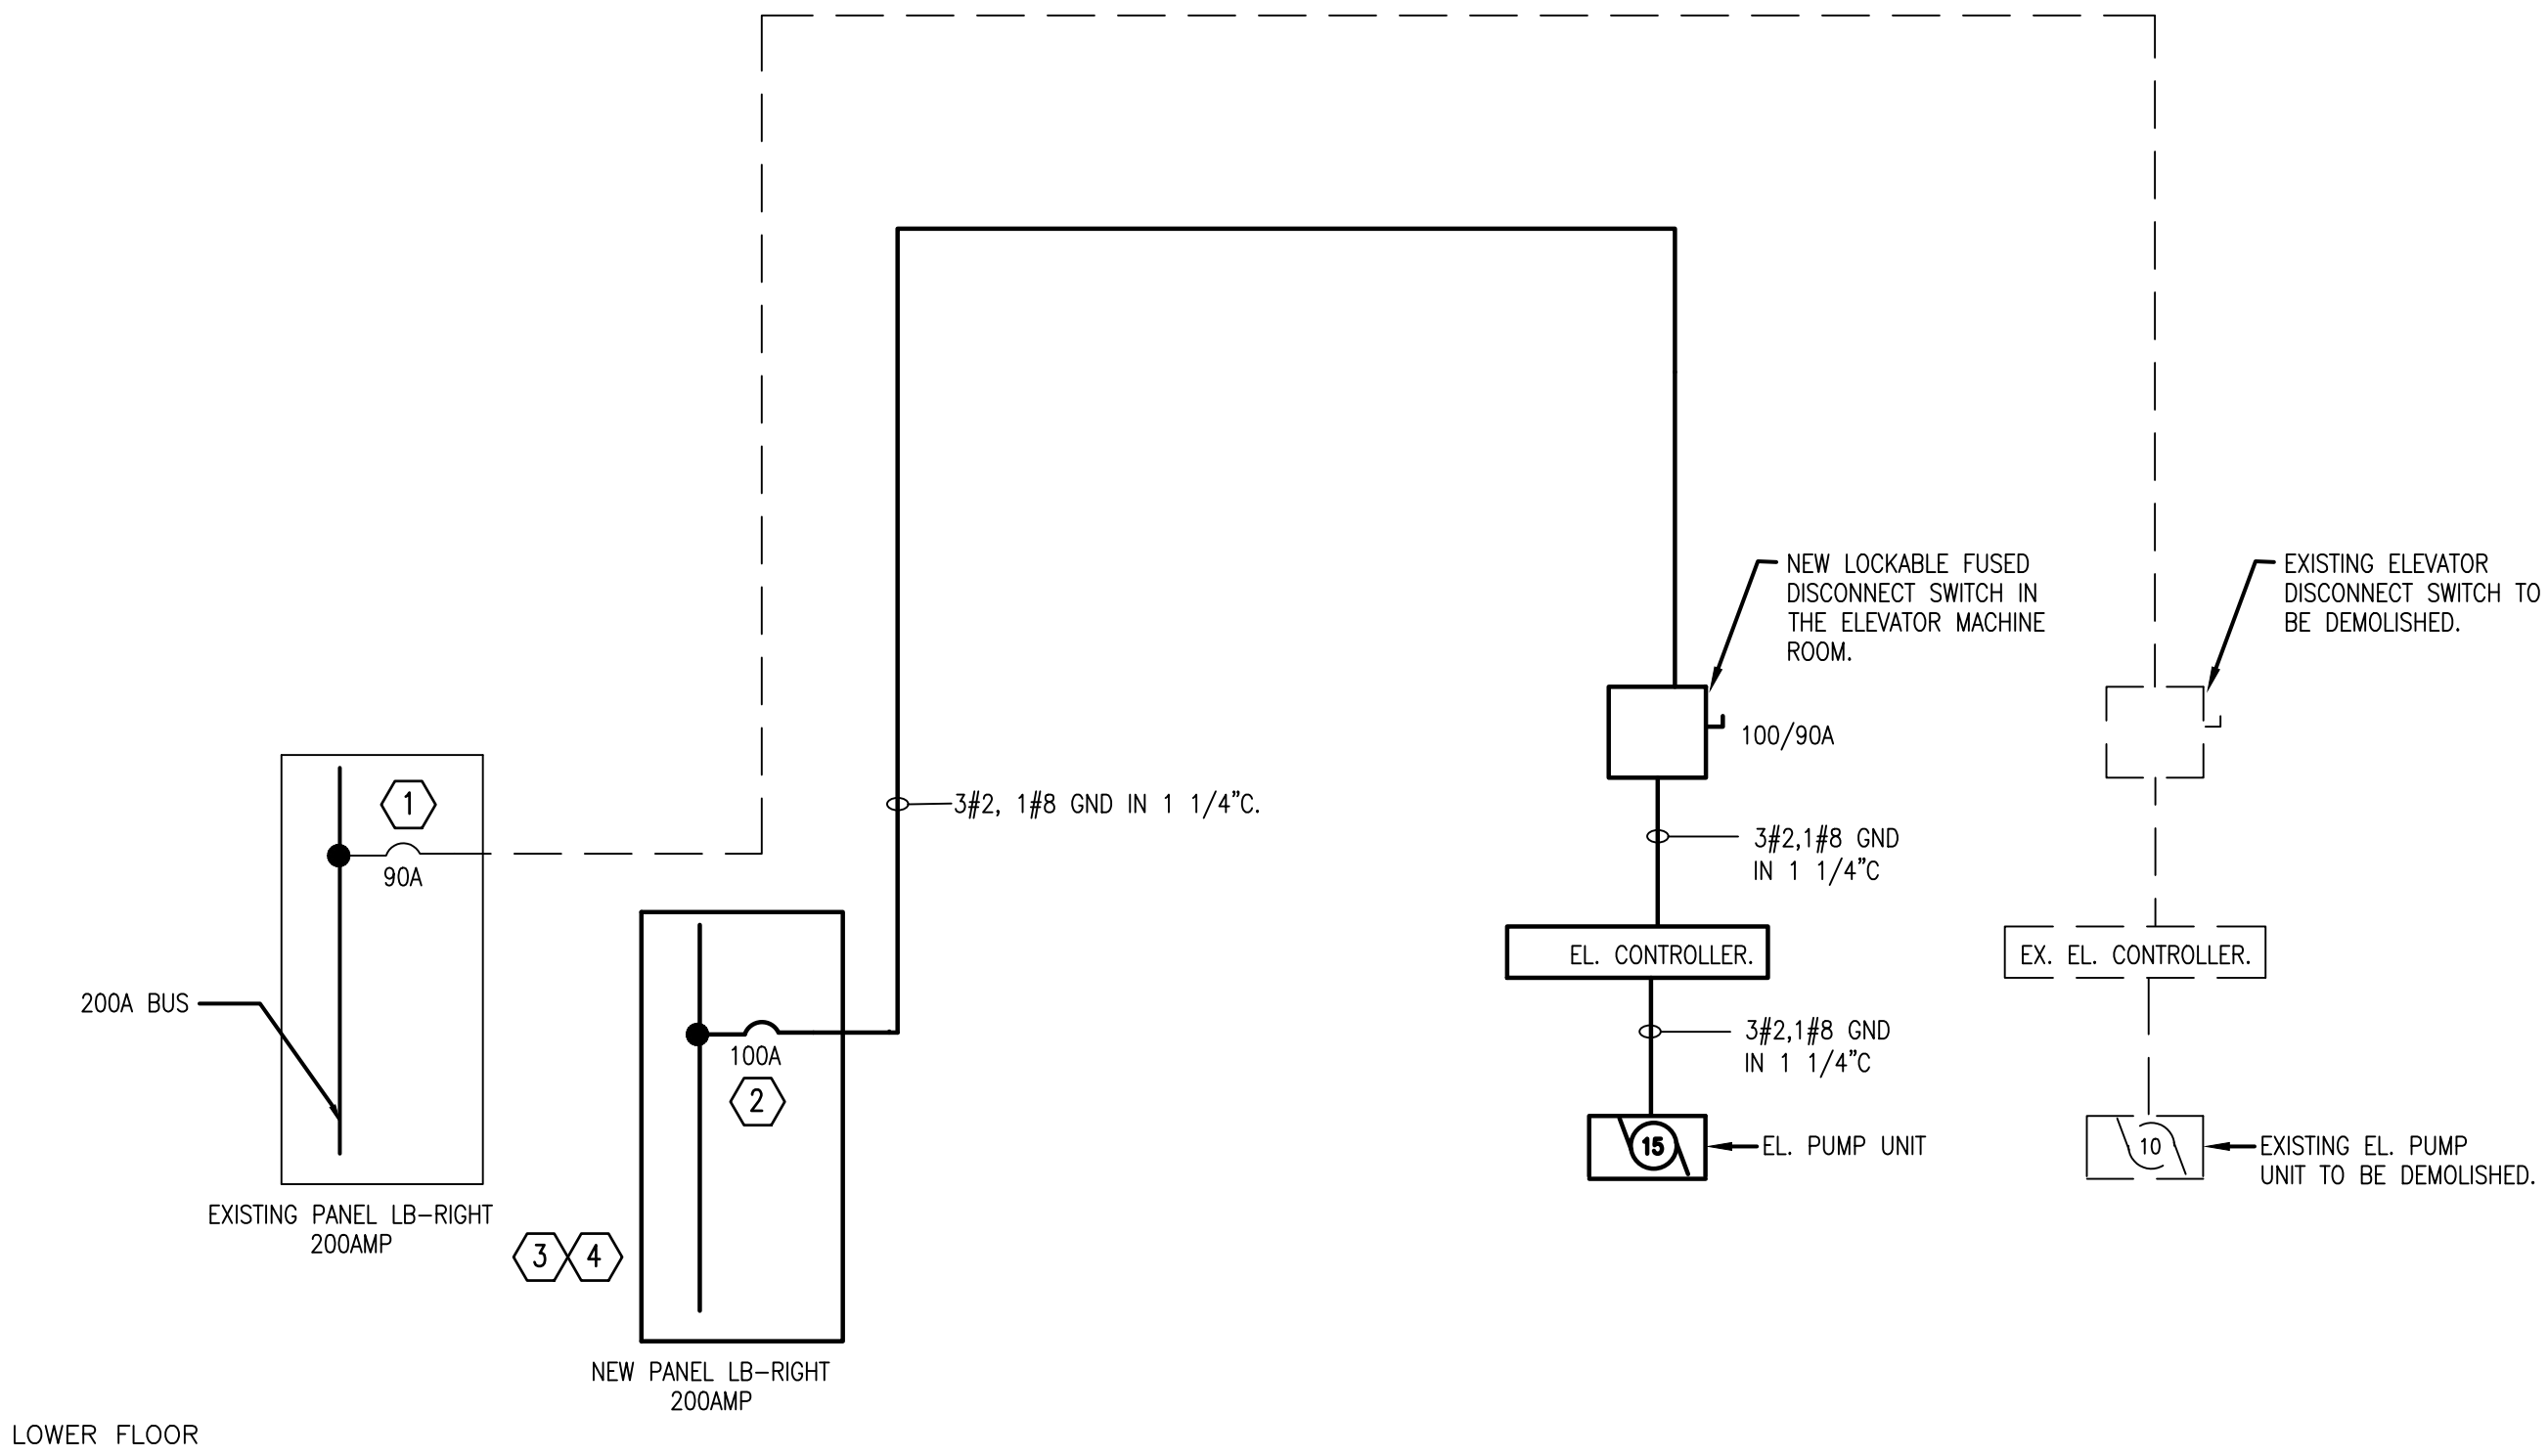 NEW LOCKABLE FUSED
DISCONNECT SWITCH IN
THE ELEVATOR MACHINE
ROOM.
EXISTING ELEVATOR
DISCONNECT SWITCH TO
BE DEMOLISHED.
100/90A
1
90A
3#2, 1#8 GND IN 1 1/4"C.
3#2,1#8 GND
IN 1 1/4"C
EL. CONTROLLER.
EX. EL. CONTROLLER.
200A BUS
100A
2
3#2,1#8 GND
IN 1 1/4"C
15
EL. PUMP UNIT
10
EXISTING EL. PUMP
UNIT TO BE DEMOLISHED.
EXISTING PANEL LB-RIGHT
200AMP
3
4
NEW PANEL LB-RIGHT
200AMP
LOWER FLOOR